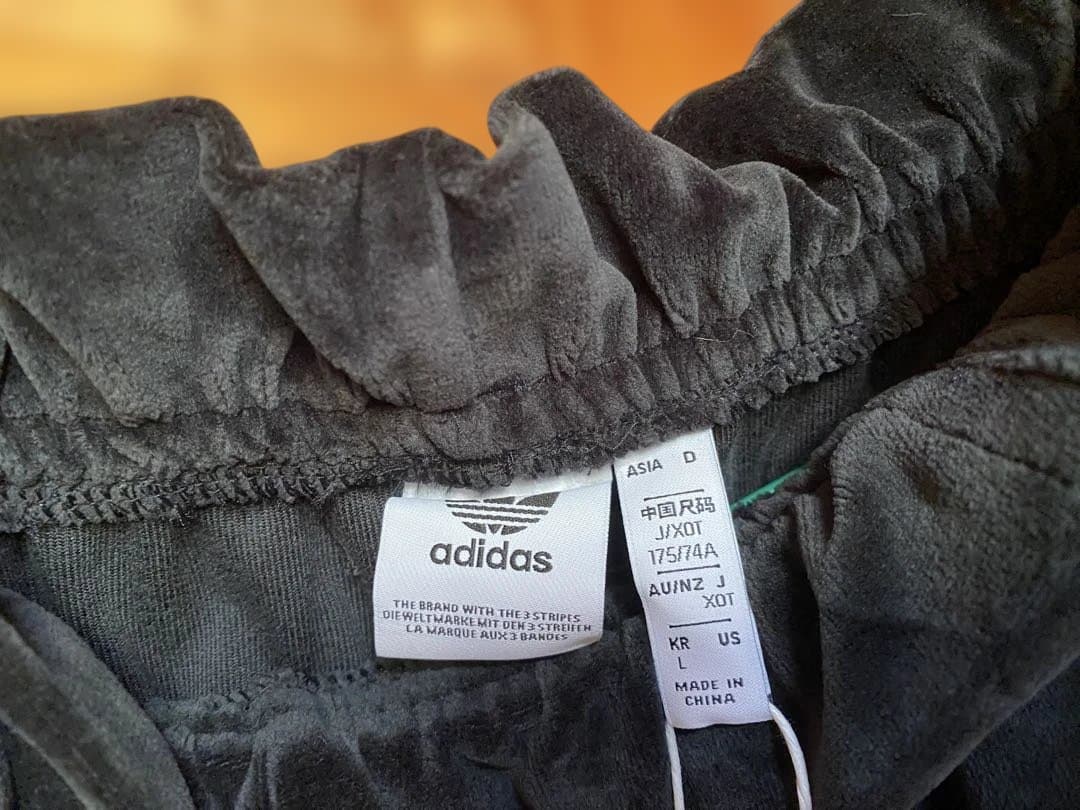 adidas
THE BRAND WITH THE 3 STRIPES
DIE WELTMARKE MIT DEN 3 STREIFEN
LA MARQUE AUX 3 BANDES
ASIA D
中国尺码
J/XOT
175/74A
AU/NZ J
XOT
KR US
L
MADE IN
CHINA